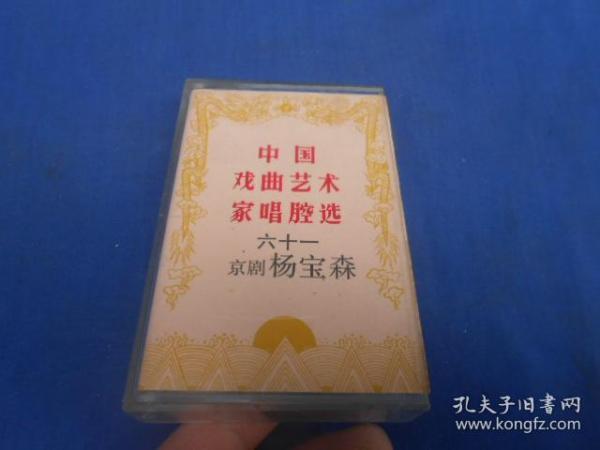 中国
戏曲艺术
家唱腔选
六十一
京剧 杨宝森
孔夫子旧书网
www.kongfz.com